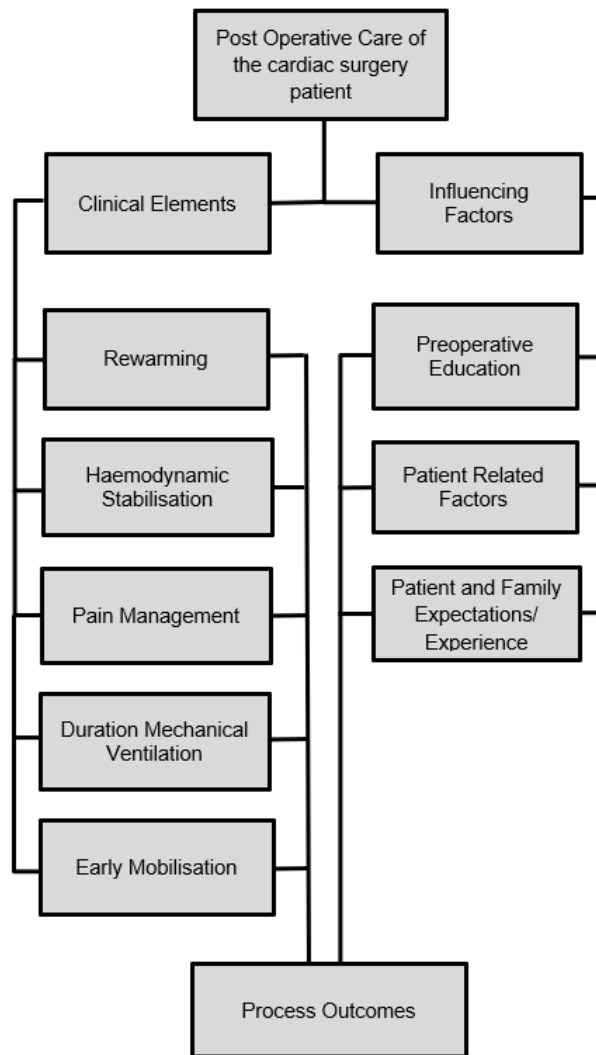 Post Operative Care of
the cardiac surgery
patient
Clinical Elements
Influencing
Factors
Rewarming
Preoperative
Education
Haemodynamic
Stabilisation
Patient Related
Factors
Pain Management
Patient and Family
Expectations/
Experience
Duration Mechanical
Ventilation
Early Mobilisation
Process Outcomes